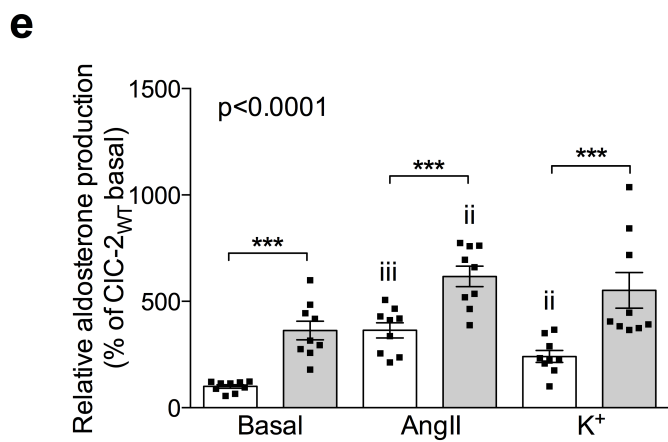 e
Relative aldosterone production
(% of ClC-2WT basal)
1500
1000
500
0
p<0.0001
***
***
***
iii
ii
ii
Basal
AngII
K⁺